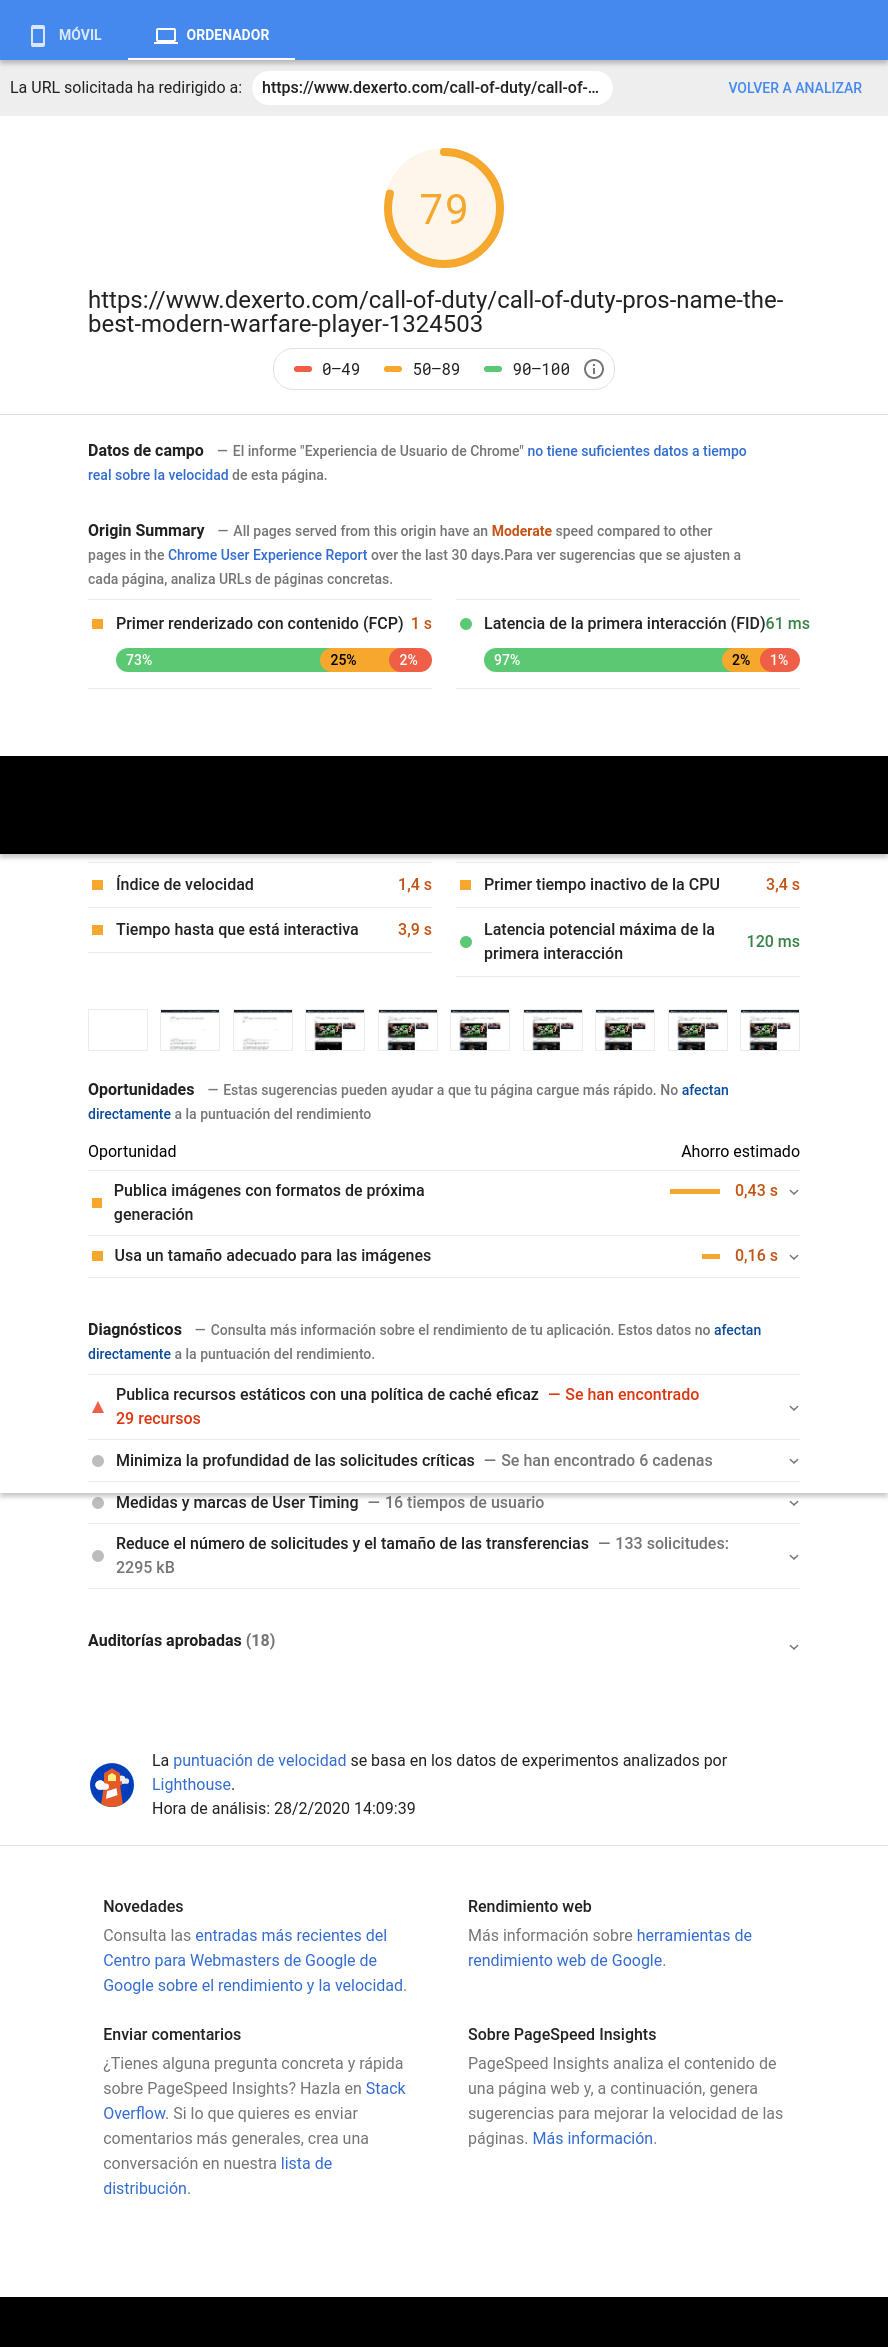 MÓVIL
ORDENADOR
La URL solicitada ha redirigido a: https://www.dexerto.com/call-of-duty/call-of-... VOLVER A ANALIZAR
79
https://www.dexerto.com/call-of-duty/call-of-duty-pros-name-the-
best-modern-warfare-player-1324503
0–49 50–89 90–100
Datos de campo — El informe "Experiencia de Usuario de Chrome" no tiene suficientes datos a tiempo
real sobre la velocidad de esta página.
Origin Summary — All pages served from this origin have an Moderate speed compared to other
pages in the Chrome User Experience Report over the last 30 days.Para ver sugerencias que se ajusten a
cada página, analiza URLs de páginas concretas.
Primer renderizado con contenido (FCP) 1 s
73% 25% 2%
Latencia de la primera interacción (FID)61 ms
97% 2% 1%
Índice de velocidad 1,4 s
Tiempo hasta que está interactiva 3,9 s
Primer tiempo inactivo de la CPU 3,4 s
Latencia potencial máxima de la
primera interacción
120 ms
Oportunidades — Estas sugerencias pueden ayudar a que tu página cargue más rápido. No afectan
directamente a la puntuación del rendimiento
Oportunidad Ahorro estimado
Publica imágenes con formatos de próxima
generación
0,43 s
Usa un tamaño adecuado para las imágenes 0,16 s
Diagnósticos — Consulta más información sobre el rendimiento de tu aplicación. Estos datos no afectan
directamente a la puntuación del rendimiento.
Publica recursos estáticos con una política de caché eficaz — Se han encontrado
29 recursos
Minimiza la profundidad de las solicitudes críticas — Se han encontrado 6 cadenas
Medidas y marcas de User Timing — 16 tiempos de usuario
Reduce el número de solicitudes y el tamaño de las transferencias — 133 solicitudes:
2295 kB
Auditorías aprobadas (18)
La puntuación de velocidad se basa en los datos de experimentos analizados por
Lighthouse.
Hora de análisis: 28/2/2020 14:09:39
Novedades
Consulta las entradas más recientes del
Centro para Webmasters de Google de
Google sobre el rendimiento y la velocidad.
Rendimiento web
Más información sobre herramientas de
rendimiento web de Google.
Enviar comentarios
¿Tienes alguna pregunta concreta y rápida
sobre PageSpeed Insights? Hazla en Stack
Overflow. Si lo que quieres es enviar
comentarios más generales, crea una
conversación en nuestra lista de
distribución.
Sobre PageSpeed Insights
PageSpeed Insights analiza el contenido de
una página web y, a continuación, genera
sugerencias para mejorar la velocidad de las
páginas. Más información.